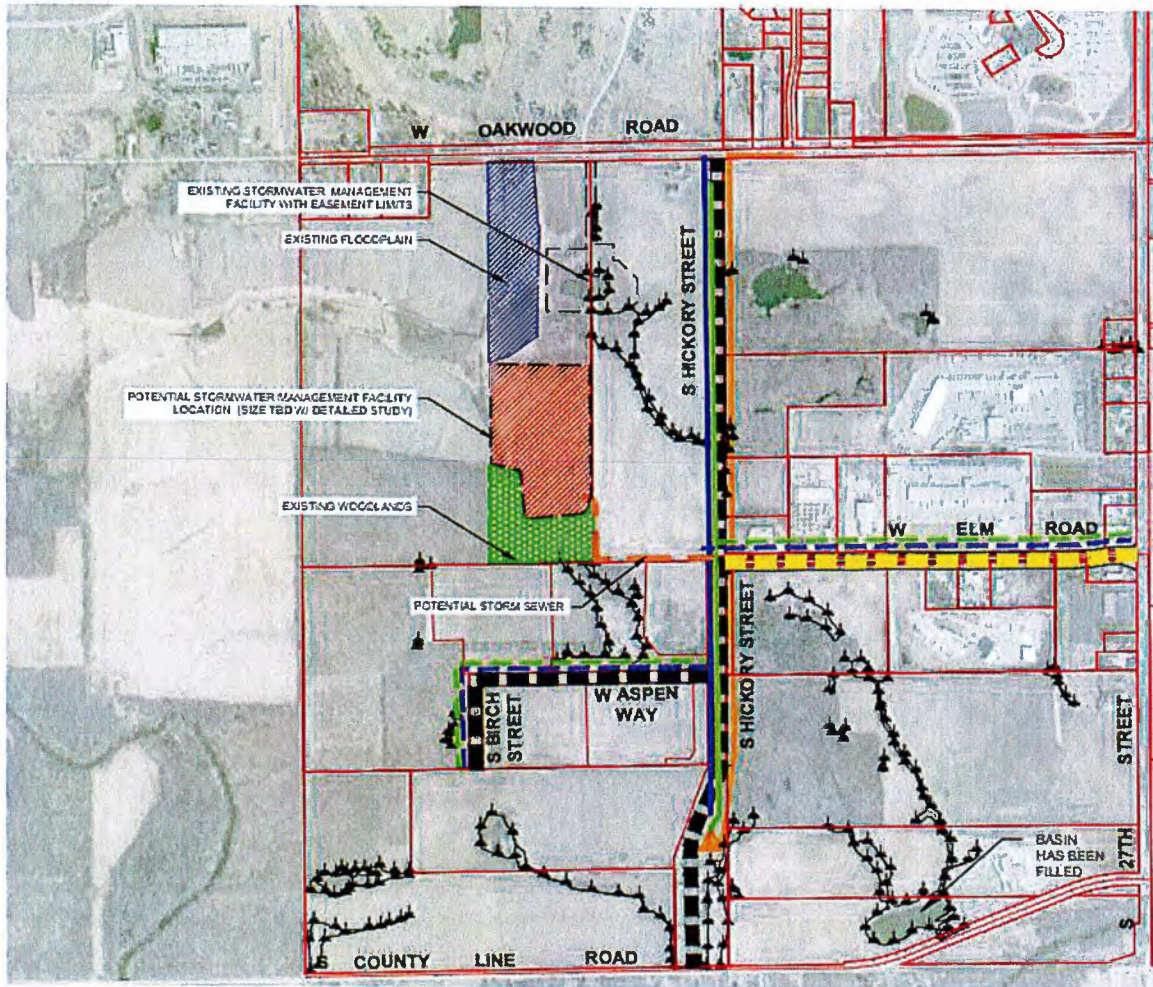 W OAKWOOD ROAD
EXISTING STORMWATER MANAGEMENT
FACILITY WITH EASEMENT LIMITS
EXISTING FLOODPLAIN
S HICKORY STREET
POTENTIAL STORMWATER MANAGEMENT FACILITY
LOCATION (SIZE TBD W/ DETAILED STUDY)
EXISTING WOODLANDS
W ELM ROAD
POTENTIAL STORM SEWER
S HICKORY STREET
W ASPEN
WAY
S BIRCH
STREET
S 27TH STREET
BASIN
HAS BEEN
FILLED
S COUNTY LINE ROAD